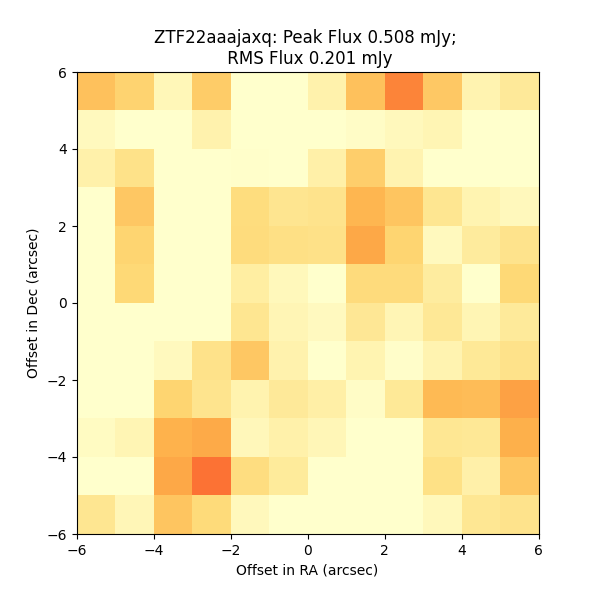 ZTF22aaajaxq: Peak Flux 0.508 mJy;
RMS Flux 0.201 mJy
6
4
2
0
−2
−4
−6
Offset in Dec (arcsec)
−6 −4 −2 0 2 4 6
Offset in RA (arcsec)